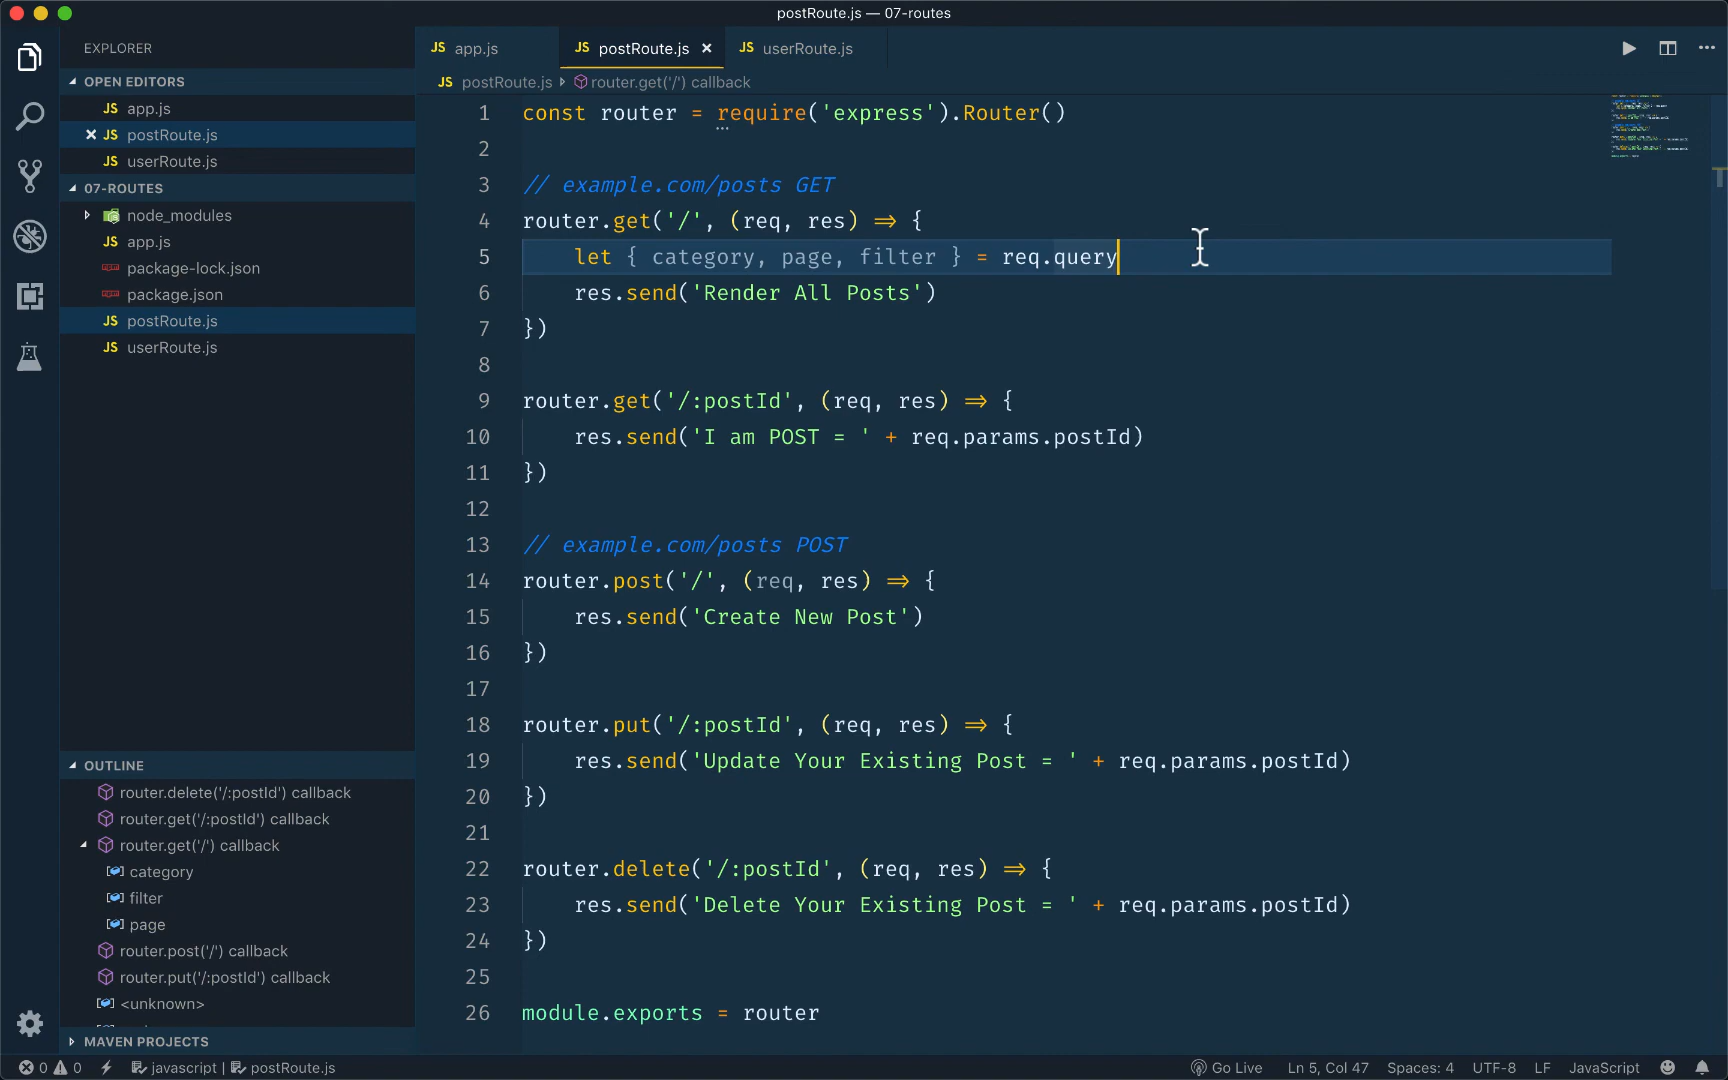 postRoute.js — 07-routes
EXPLORER
OPEN EDITORS
JS app.js
× JS postRoute.js
JS userRoute.js
07-ROUTES
node_modules
JS app.js
package-lock.json
package.json
JS postRoute.js
JS userRoute.js
OUTLINE
router.delete('/:postId') callback
router.get('/:postId') callback
router.get('/') callback
category
filter
page
router.post('/') callback
router.put('/:postId') callback
<unknown>
MAVEN PROJECTS
JS app.js JS postRoute.js × JS userRoute.js
JS postRoute.js router.get('/') callback
1 const router = require('express').Router()
2
3 // example.com/posts GET
4 router.get('/', (req, res) => {
5 let { category, page, filter } = req.query
6 res.send('Render All Posts')
7 })
8
9 router.get('/:postId', (req, res) => {
10 res.send('I am POST = ' + req.params.postId)
11 })
12
13 // example.com/posts POST
14 router.post('/', (req, res) => {
15 res.send('Create New Post')
16 })
17
18 router.put('/:postId', (req, res) => {
19 res.send('Update Your Existing Post = ' + req.params.postId)
20 })
21
22 router.delete('/:postId', (req, res) => {
23 res.send('Delete Your Existing Post = ' + req.params.postId)
24 })
25
26 module.exports = router
0 0 javascript | postRoute.js Go Live Ln 5, Col 47 Spaces: 4 UTF-8 LF JavaScript